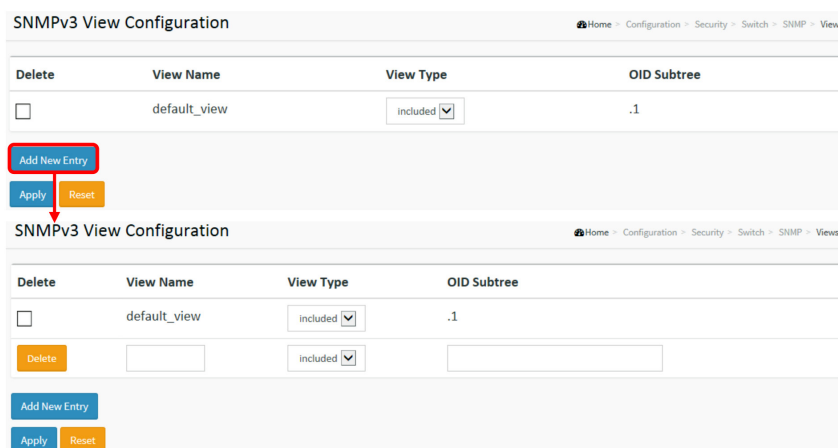 SNMPv3 View Configuration
Home > Configuration > Security > Switch > SNMP > View
Delete View Name View Type OID Subtree
default_view included .1
Add New Entry
Apply Reset
SNMPv3 View Configuration
Home > Configuration > Security > Switch > SNMP > Views
Delete View Name View Type OID Subtree
default_view included .1
Delete included
Add New Entry
Apply Reset